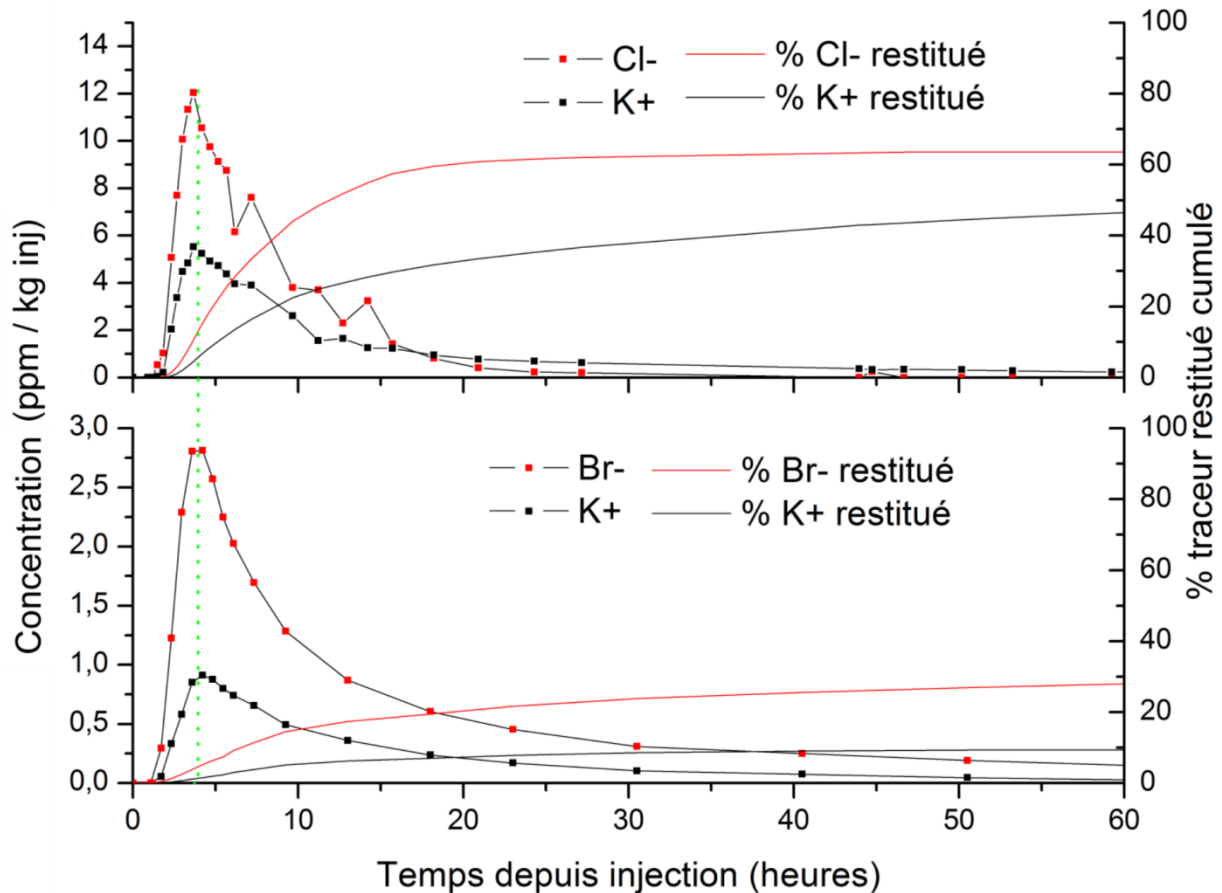 Concentration (ppm / kg inj)
14
12
10
8
6
4
2
0
Cl-
% Cl- restitué
K+
% K+ restitué
100
80
60
40
20
0
3,0
2,5
2,0
1,5
1,0
0,5
0,0
Br-
% Br- restitué
K+
% K+ restitué
100
80
60
40
20
0
% traceur restitué cumulé
0 10 20 30 40 50 60
Temps depuis injection (heures)